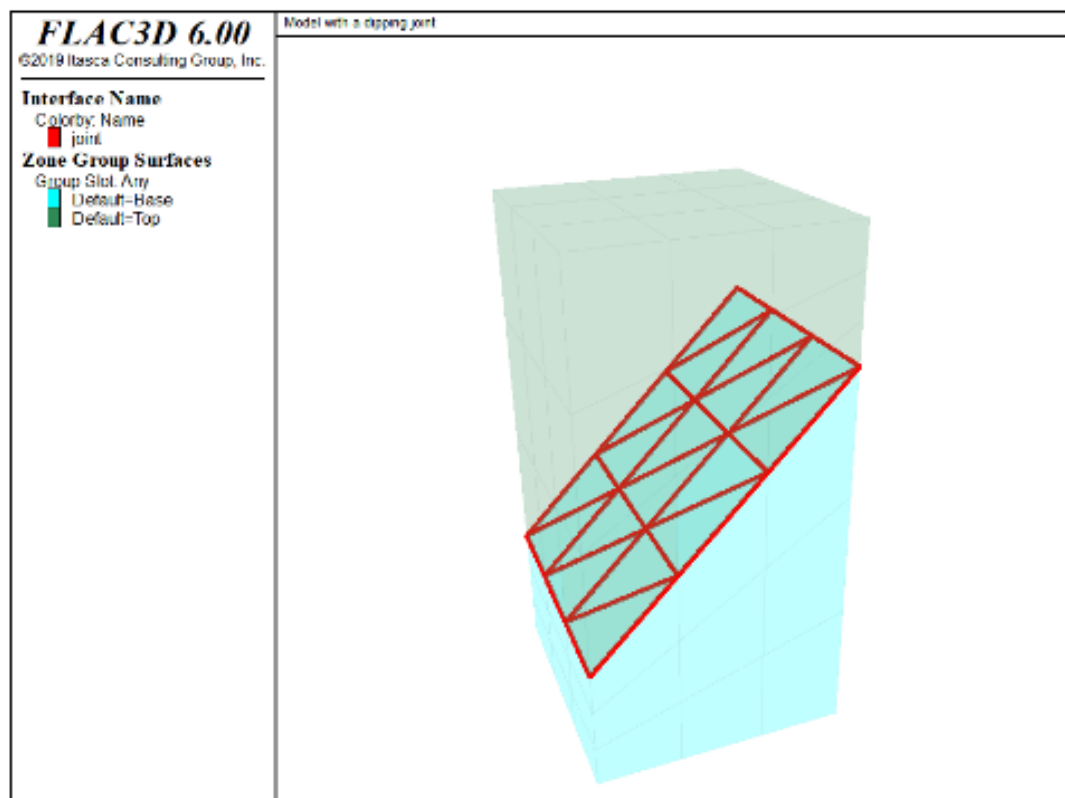 FLAC3D 6.00
©2019 Itasca Consulting Group, Inc.
Interface Name
Colorby: Name
joint
Zone Group Surfaces
Group Slot: Any
Default=Base
Default=Top
Model with a dipping joint